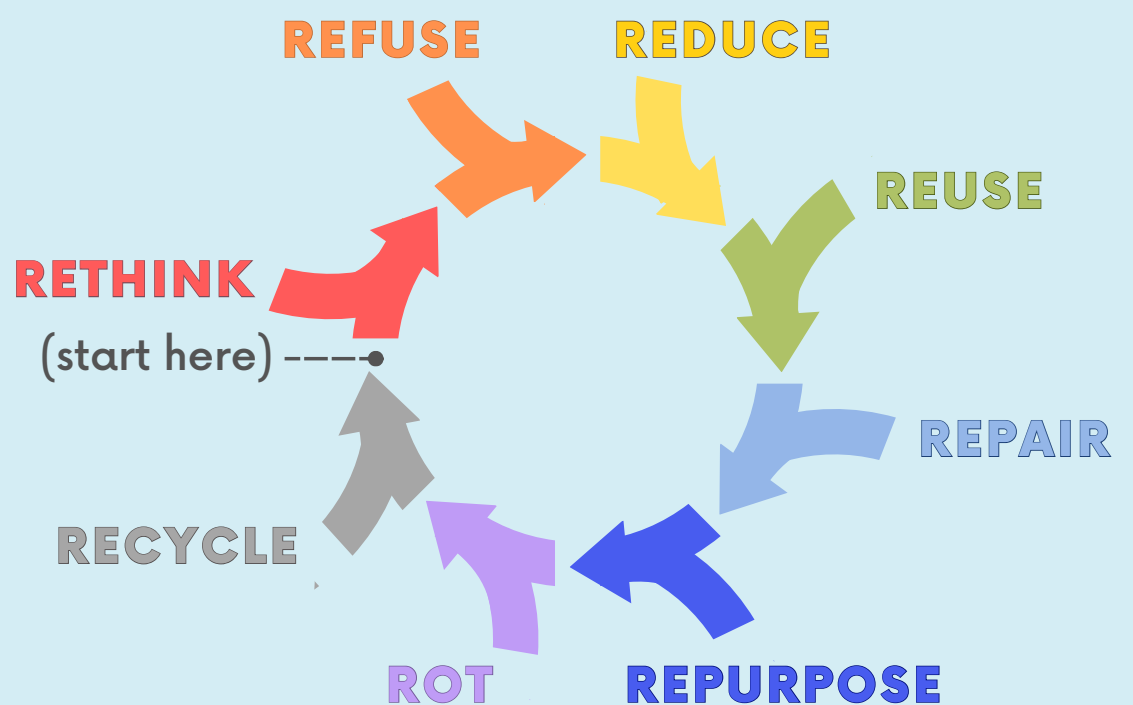 RETHINK
(start here)
REFUSE
REDUCE
REUSE
REPAIR
REPURPOSE
ROT
RECYCLE